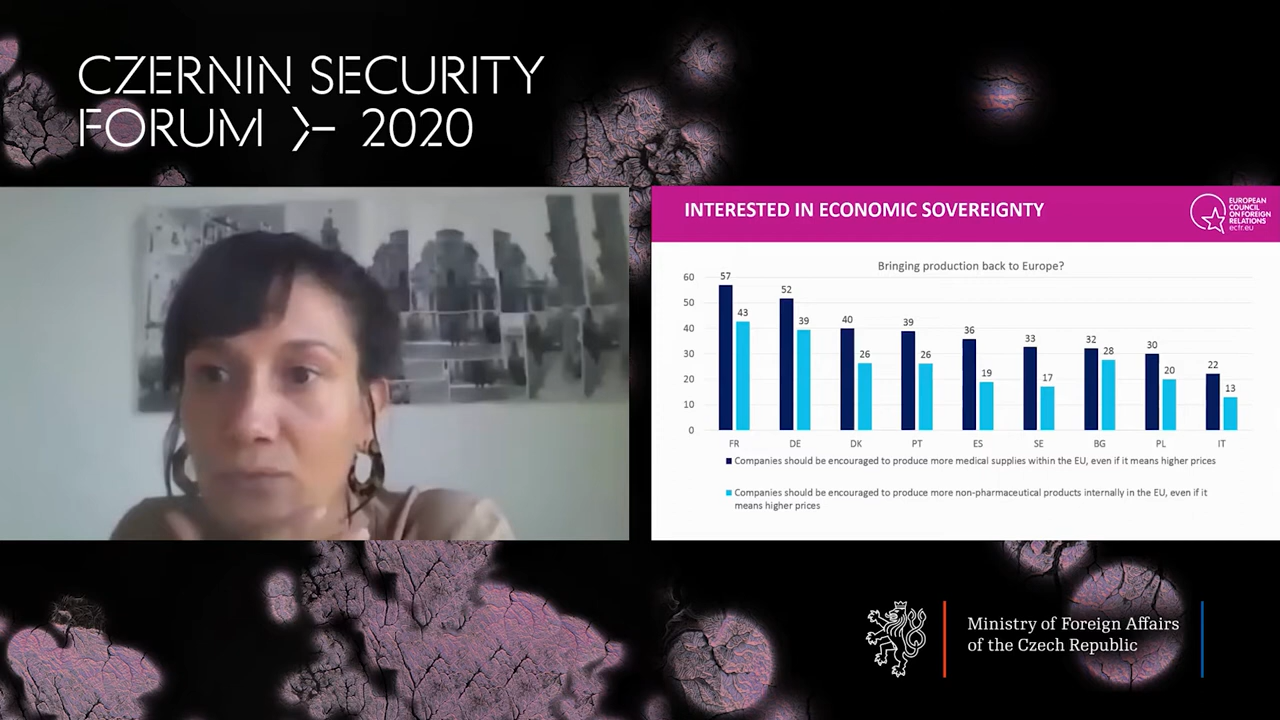 CZERNIN SECURITY
FORUM 2020
INTERESTED IN ECONOMIC SOVEREIGNTY
EUROPEAN
COUNCIL
ON FOREIGN
RELATIONS
ecfr.eu
Bringing production back to Europe?
60
50
40
30
20
10
0
57 43
52 39
40 26
39 26
36 19
33 17
32 28
30 20
22 13
FR DE DK PT ES SE BG PL IT
Companies should be encouraged to produce more medical supplies within the EU, even if it means higher prices
Companies should be encouraged to produce more non-pharmaceutical products internally in the EU, even if it
means higher prices
Ministry of Foreign Affairs
of the Czech Republic